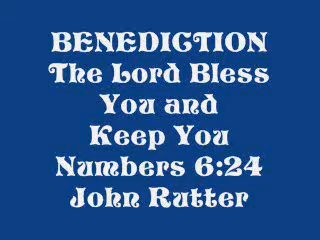 BENEDICTION
The Lord Bless
You and
Keep You
Numbers 6:24
John Rutter